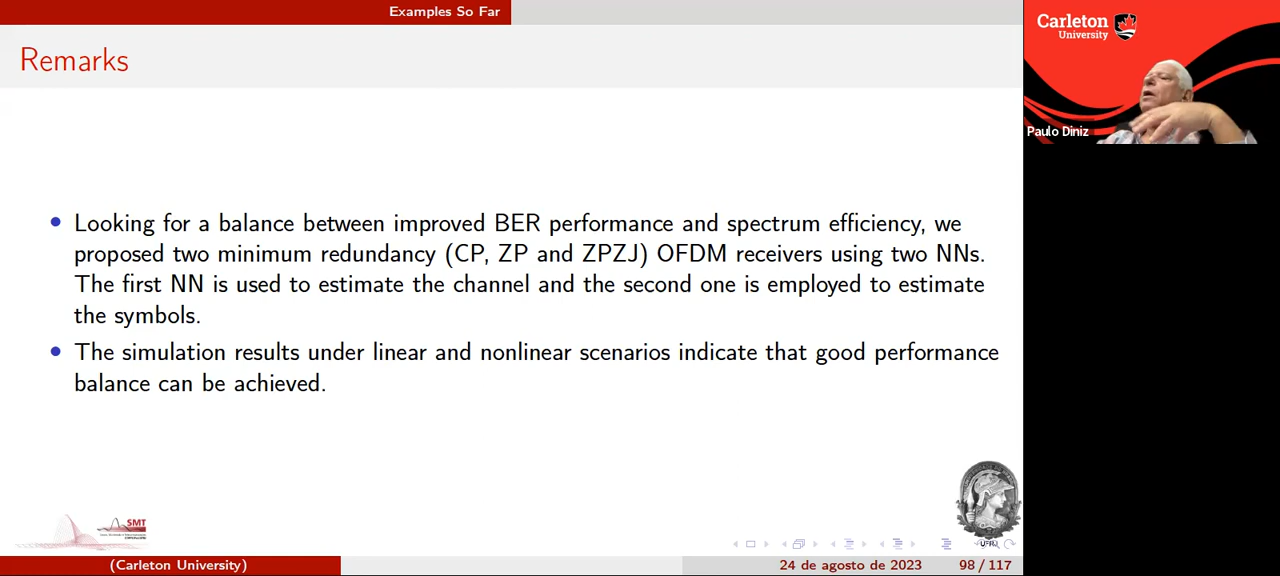 Examples So Far
Remarks
Carleton
University
Paulo Diniz
Looking for a balance between improved BER performance and spectrum efficiency, we
proposed two minimum redundancy (CP, ZP and ZPZJ) OFDM receivers using two NNs.
The first NN is used to estimate the channel and the second one is employed to estimate
the symbols.
The simulation results under linear and nonlinear scenarios indicate that good performance
balance can be achieved.
SMT
UFRJ
(Carleton University)
24 de agosto de 2023
98 / 117